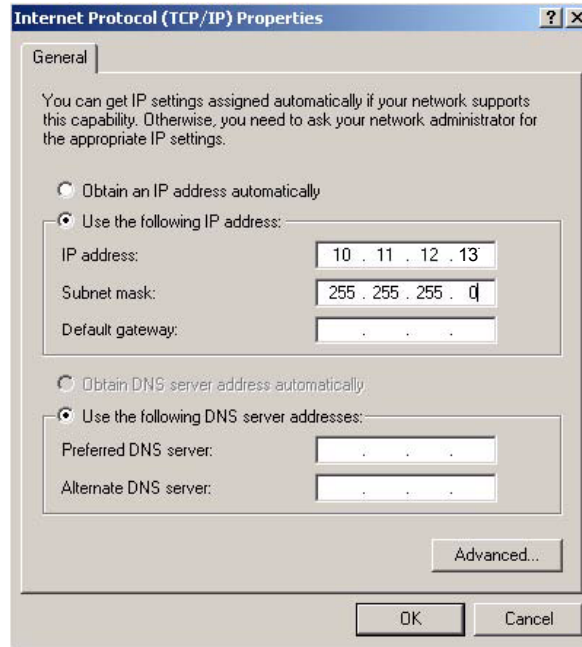 Internet Protocol (TCP/IP) Properties
? X
General
You can get IP settings assigned automatically if your network supports
this capability. Otherwise, you need to ask your network administrator for
the appropriate IP settings.
Obtain an IP address automatically
Use the following IP address:
IP address: 10 . 11 . 12 . 13
Subnet mask: 255 . 255 . 255 . 0
Default gateway: . . .
Obtain DNS server address automatically
Use the following DNS server addresses:
Preferred DNS server: . . .
Alternate DNS server: . . .
Advanced...
OK Cancel